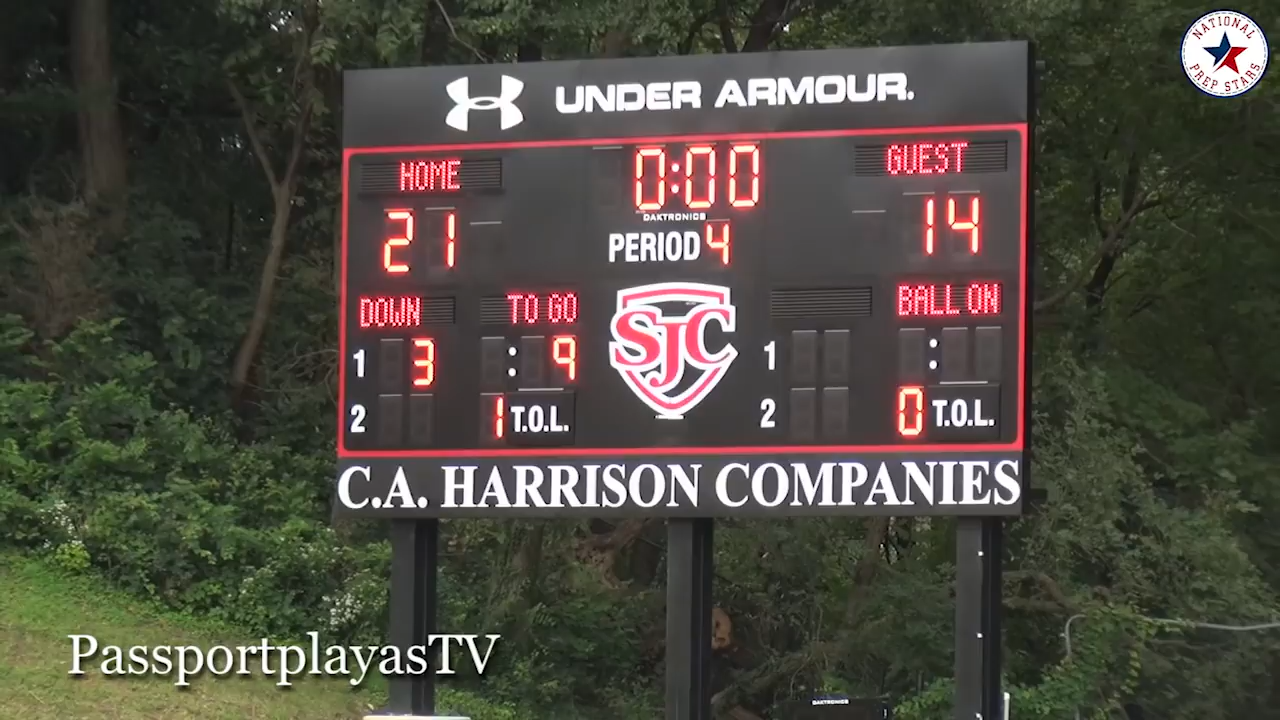 NATIONAL
PREP STARS
UNDER ARMOUR.
HOME 0:00 GUEST
DAKTRONICS
21 PERIOD 4 14
DOWN TO GO SJC BALL ON
1 3 : 9 1 :
2 1 T.O.L. 2 0 T.O.L.
C.A. HARRISON COMPANIES
PassportplayasTV
DAKTRONICS